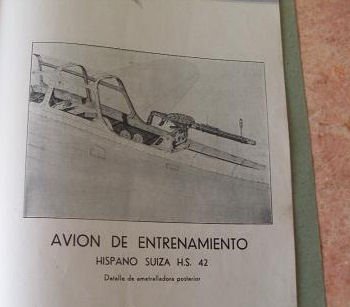 AVION DE ENTRENAMIENTO
HISPANO SUIZA H.S. 42
Detalle de ametralladora posterior